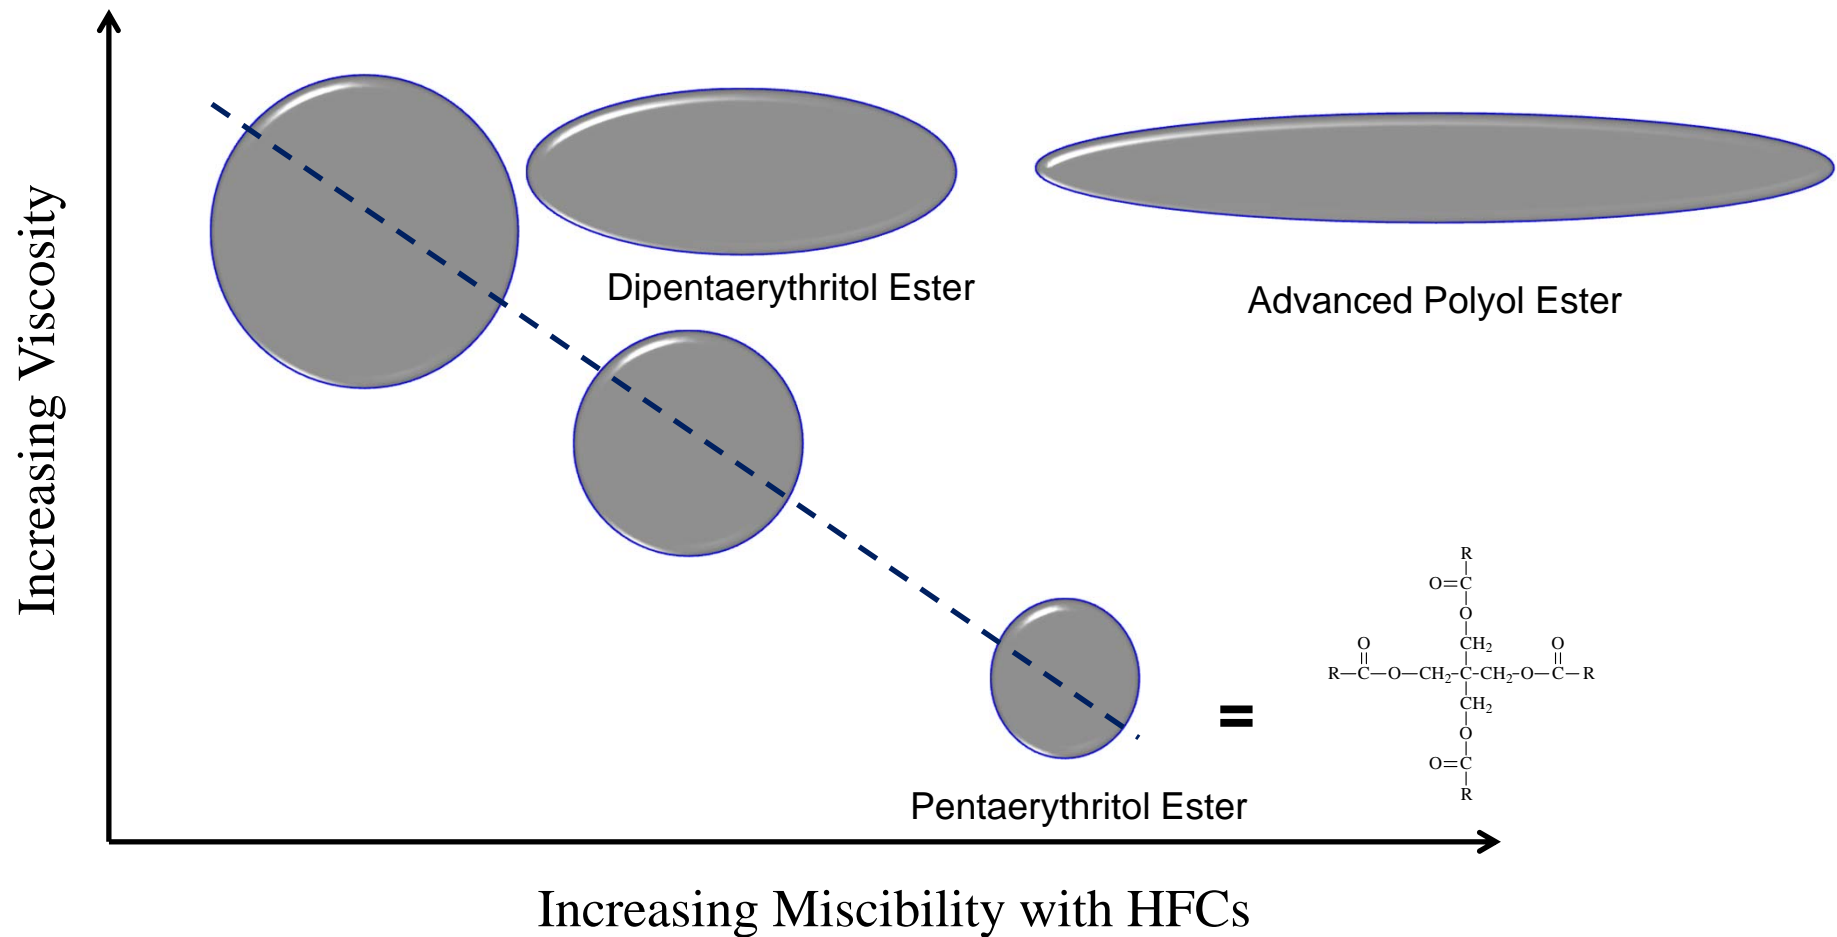 Increasing Viscosity
Dipentaerythritol Ester
Advanced Polyol Ester
R
O=C
O
CH₂
O O
R—C—O—CH₂-C-CH₂-O—C—R
CH₂
O
O=C
R
=
Pentaerythritol Ester
Increasing Miscibility with HFCs